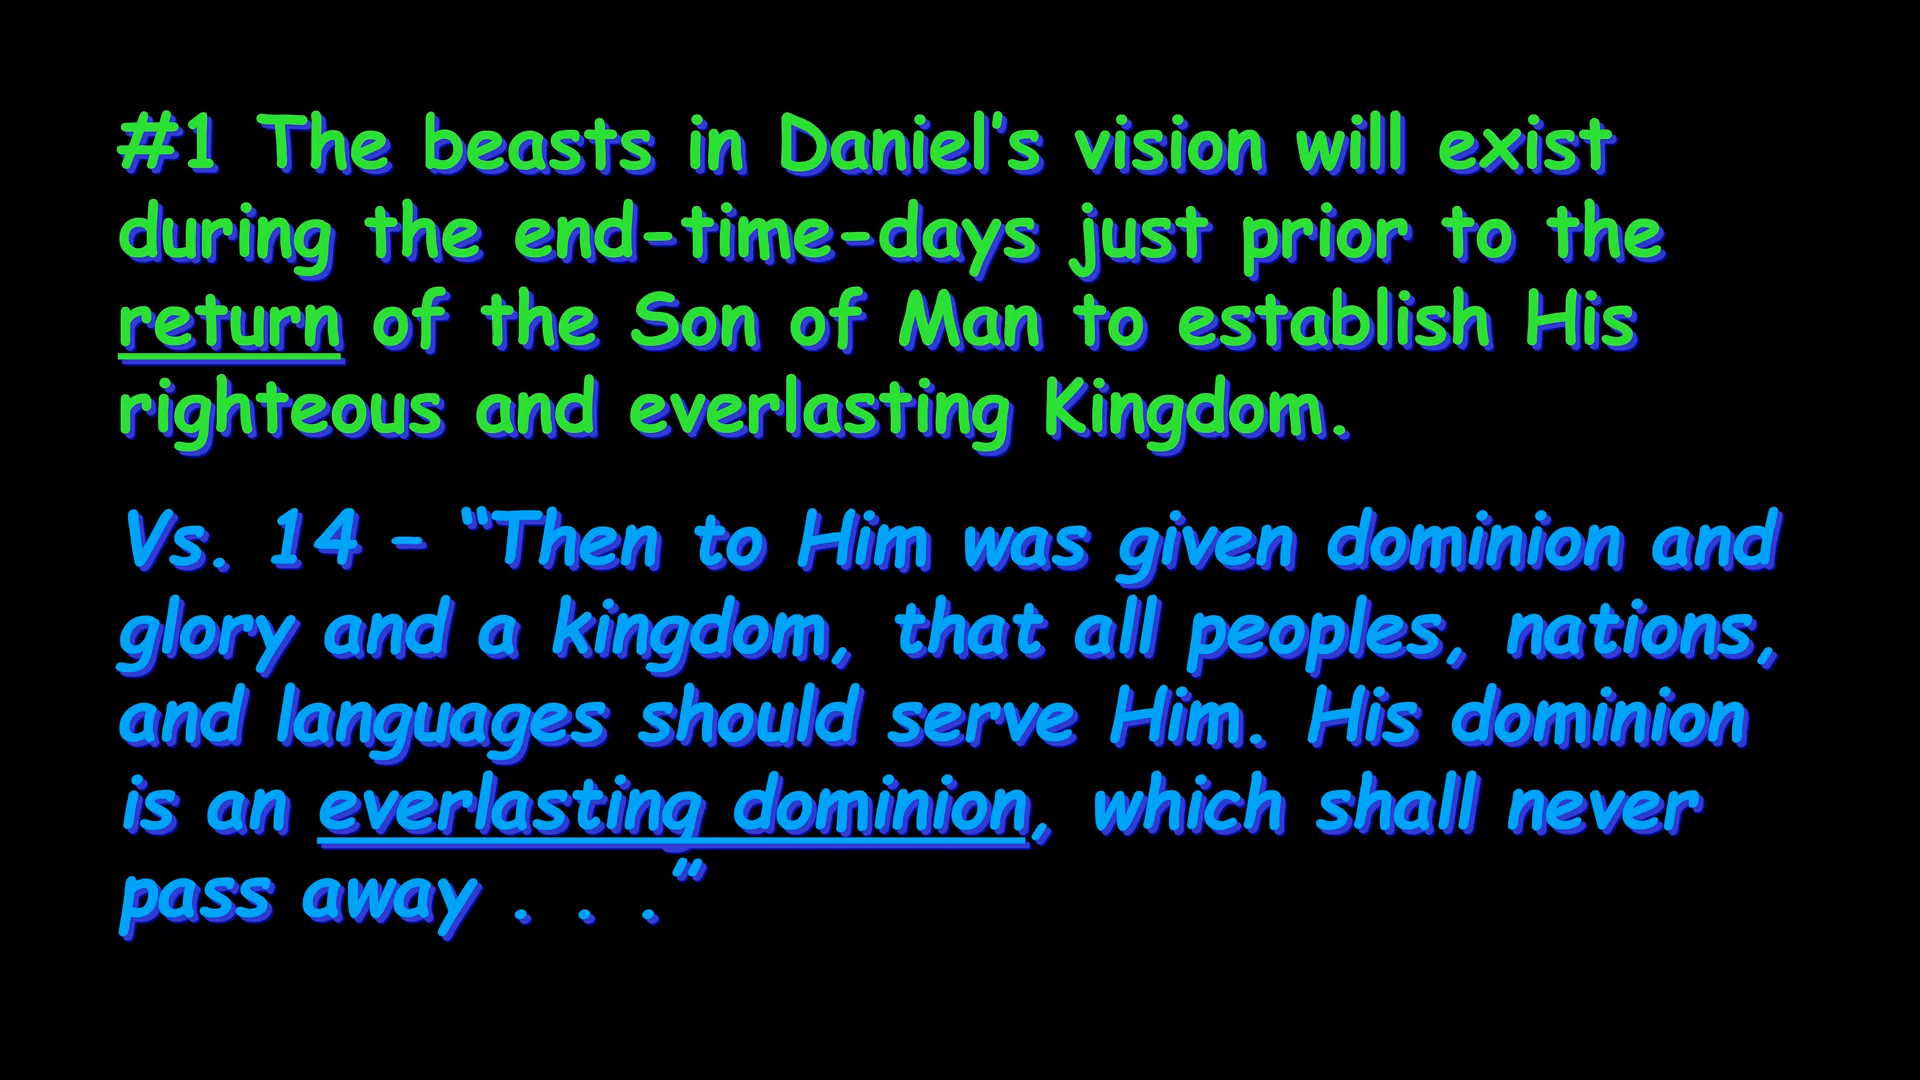 #1 The beasts in Daniel's vision will exist
during the end-time-days just prior to the
return of the Son of Man to establish His
righteous and everlasting Kingdom.
Vs. 14 – "Then to Him was given dominion and
glory and a kingdom, that all peoples, nations,
and languages should serve Him. His dominion
is an everlasting dominion, which shall never
pass away . . ."